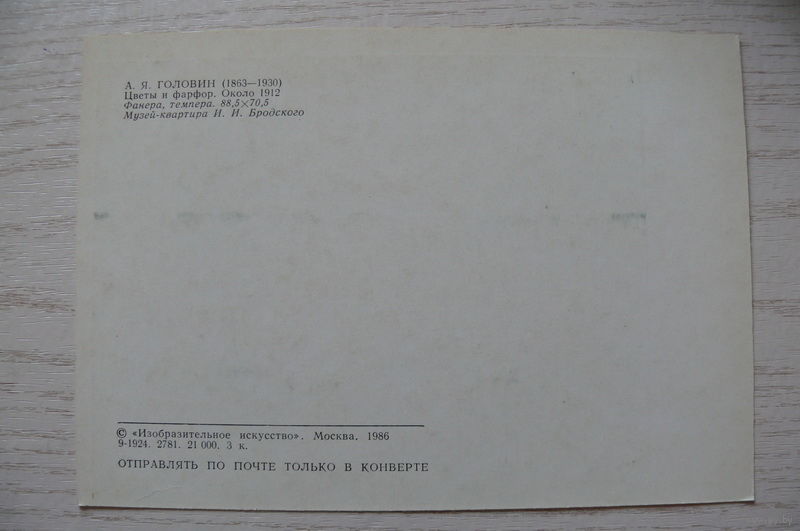 А. Я. ГОЛОВИН (1863—1930)
Цветы и фарфор. Около 1912
Фанера, темпера. 88,5×70,5
Музей-квартира И. И. Бродского
© «Изобразительное искусство». Москва. 1986
9-1924. 2781. 21 000. 3 к.
ОТПРАВЛЯТЬ ПО ПОЧТЕ ТОЛЬКО В КОНВЕРТЕ